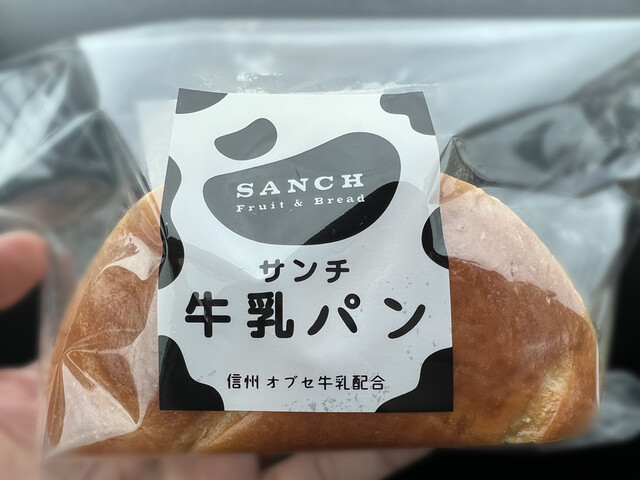 SANCH
Fruit & Bread
サンチ
牛乳パン
信州 オブセ牛乳配合